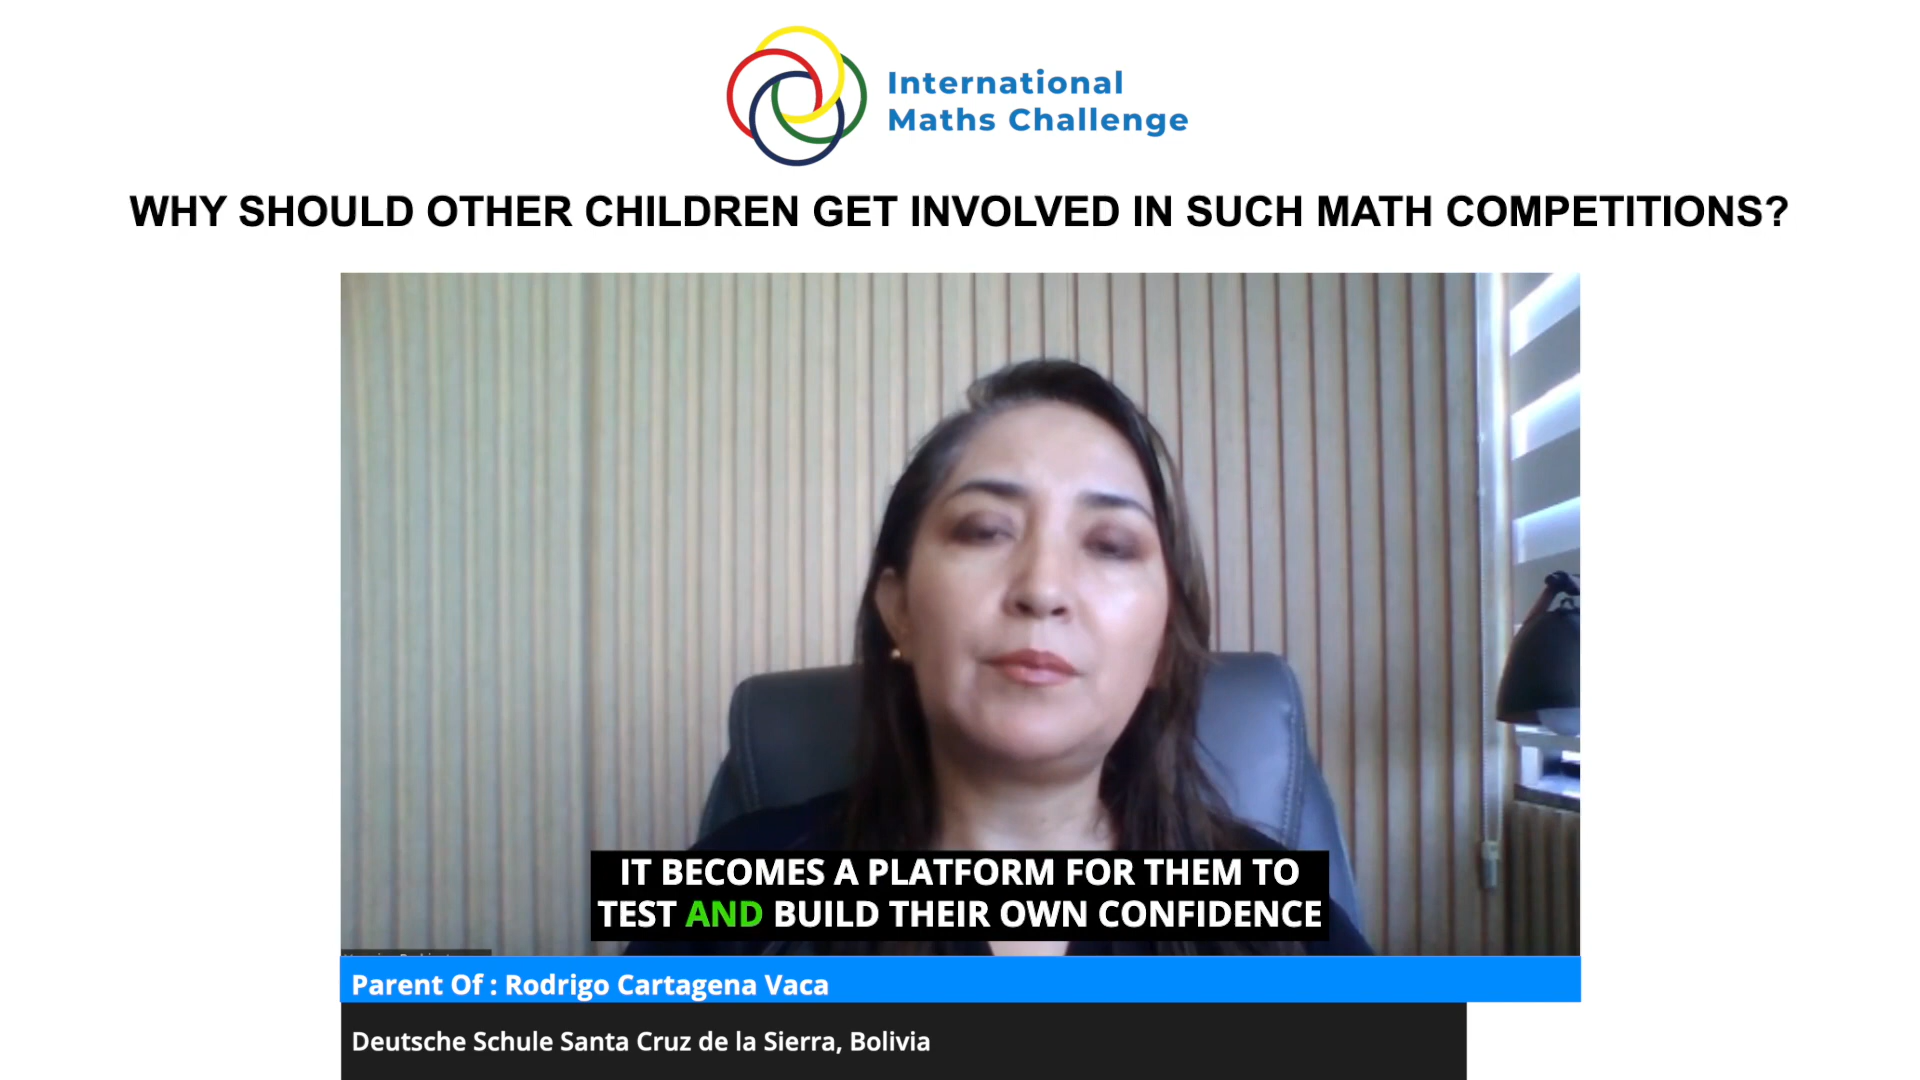 International
Maths Challenge
WHY SHOULD OTHER CHILDREN GET INVOLVED IN SUCH MATH COMPETITIONS?
IT BECOMES A PLATFORM FOR THEM TO
TEST AND BUILD THEIR OWN CONFIDENCE
Parent Of : Rodrigo Cartagena Vaca
Deutsche Schule Santa Cruz de la Sierra, Bolivia